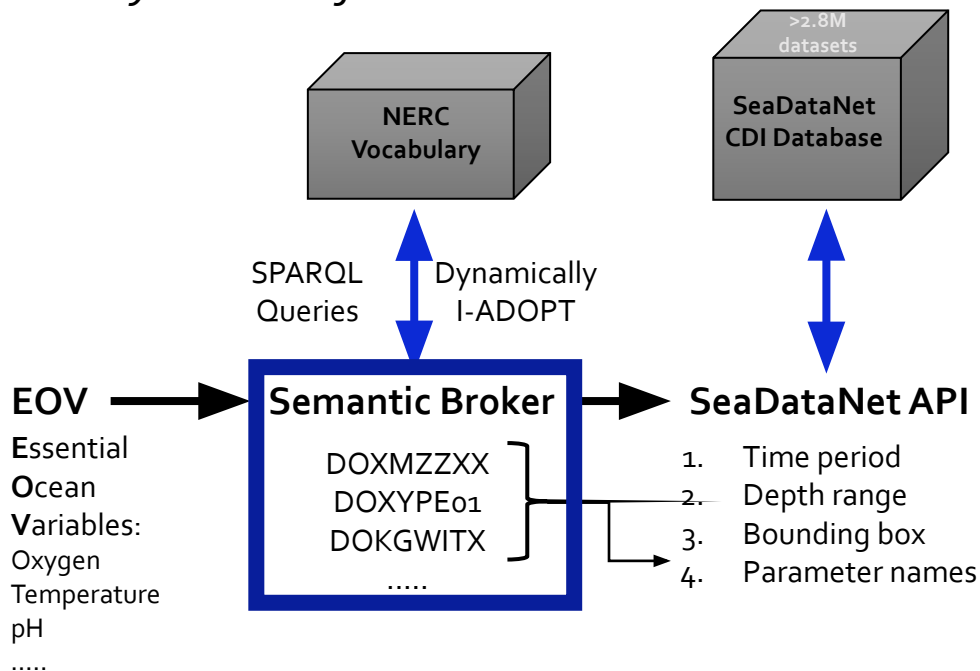 >2.8M
datasets
NERC
Vocabulary
SeaDataNet
CDI Database
SPARQL
Queries
Dynamically
I-ADOPT
EOV
Essential
Ocean
Variables:
Oxygen
Temperature
pH
.....
Semantic Broker
DOXMZZXX
DOXYPE01
DOKGWITX
.....
SeaDataNet API
1. Time period
2. Depth range
3. Bounding box
4. Parameter names